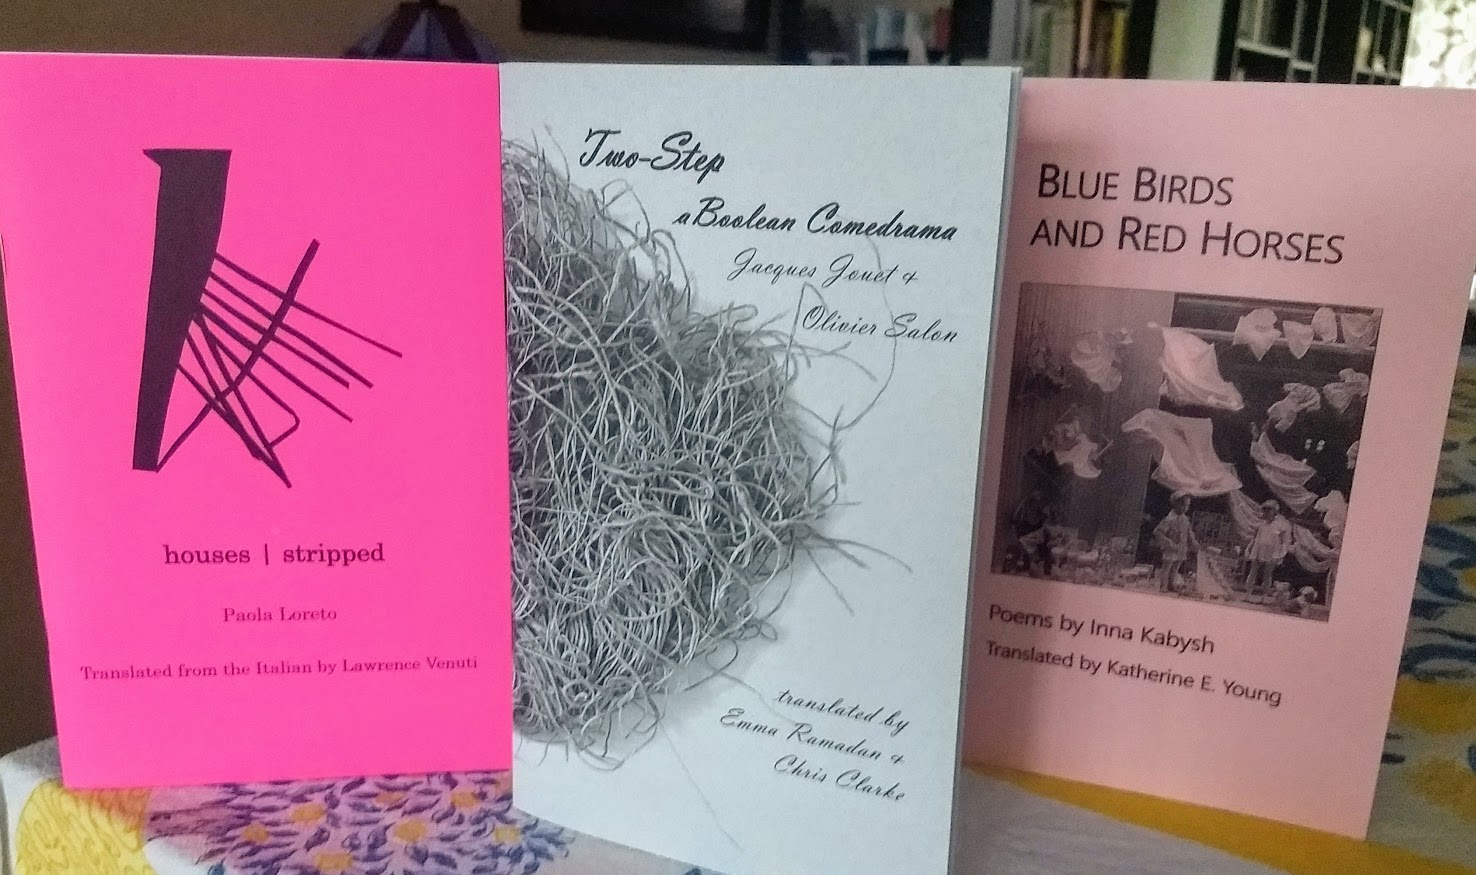 houses | stripped
Paola Loreto
Translated from the Italian by Lawrence Venuti
Two-Step
a Boolean Comedrama
Jacques Jouet &
Olivier Salon
translated by
Emma Ramadan &
Chris Clarke
BLUE BIRDS
AND RED HORSES
Poems by Inna Kabysh
Translated by Katherine E. Young